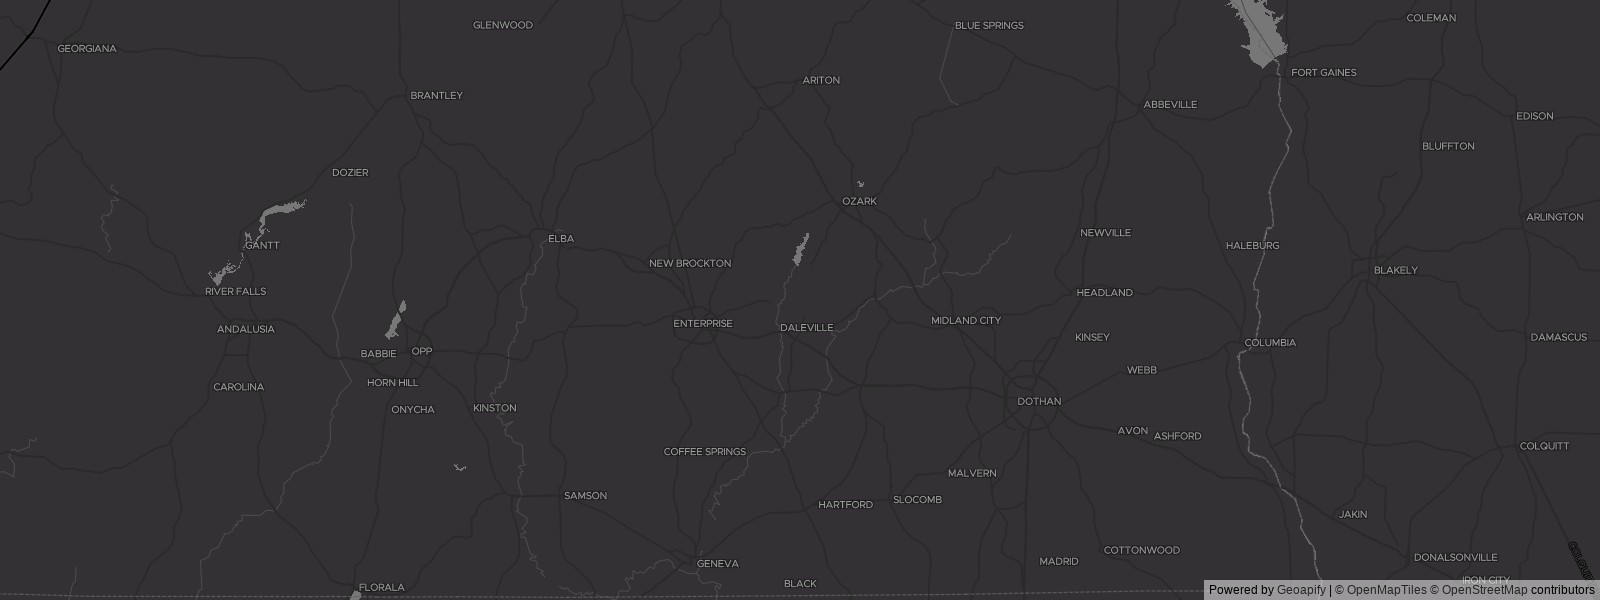 GLENWOOD
BLUE SPRINGS
COLEMAN
GEORGIANA
FORT GAINES
ARITON
BRANTLEY
ABBEVILLE
EDISON
BLUFFTON
DOZIER
OZARK
ARLINGTON
NEWVILLE
ELBA
GANTT
HALEBURG
NEW BROCKTON
BLAKELY
RIVER FALLS
HEADLAND
MIDLAND CITY
ENTERPRISE
DALEVILLE
ANDALUSIA
KINSEY
DAMASCUS
COLUMBIA
BABBIE
OPP
WEBB
HORN HILL
CAROLINA
DOTHAN
ONYCHA
KINSTON
AVON
ASHFORD
COLQUITT
COFFEE SPRINGS
MALVERN
SAMSON
SLOCOMB
HARTFORD
JAKIN
COTTONWOOD
DONALSONVILLE
MADRID
GENEVA
IRON CITY
BLACK
FLORALA
Powered by Geoapify | © OpenMapTiles © OpenStreetMap contributors